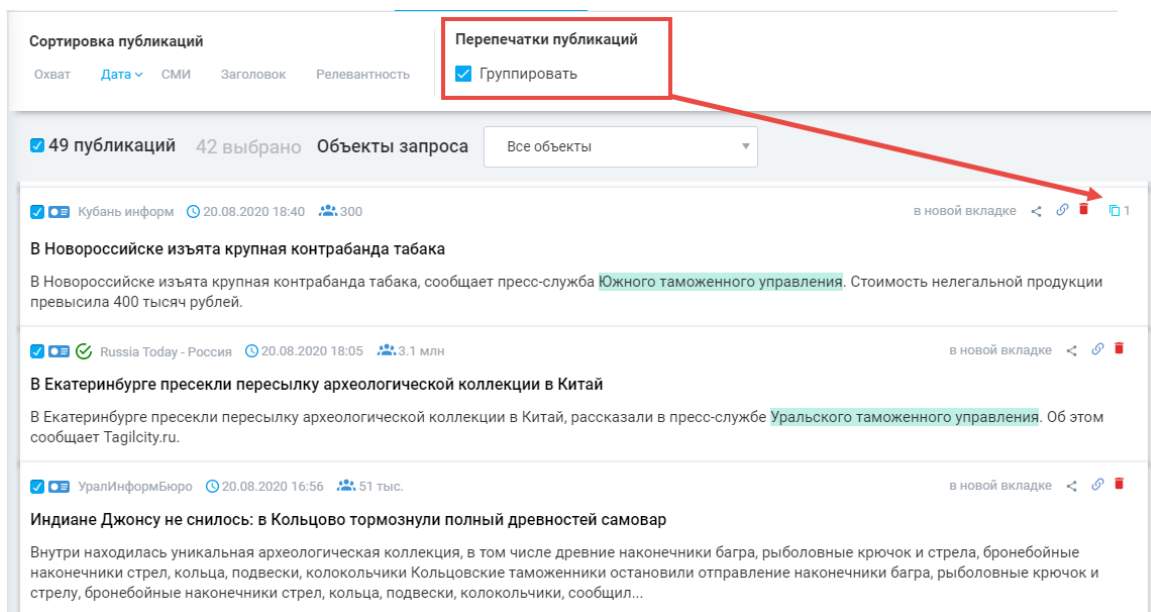 Сортировка публикаций
Перепечатки публикаций
Охват Дата СМИ Заголовок Релевантность
Группировать
49 публикаций 42 выбрано Объекты запроса Все объекты
Кубань информ 20.08.2020 18:40 300 в новой вкладке 1
В Новороссийске изъята крупная контрабанда табака
В Новороссийске изъята крупная контрабанда табака, сообщает пресс-служба Южного таможенного управления. Стоимость нелегальной продукции
превысила 400 тысяч рублей.
Russia Today - Россия 20.08.2020 18:05 3.1 млн в новой вкладке
В Екатеринбурге пресекли пересылку археологической коллекции в Китай
В Екатеринбурге пресекли пересылку археологической коллекции в Китай, рассказали в пресс-службе Уральского таможенного управления. Об этом
сообщает Tagilcity.ru.
УралИнформБюро 20.08.2020 16:56 51 тыс. в новой вкладке
Индиане Джонсу не снилось: в Кольцово тормознули полный древностей самовар
Внутри находилась уникальная археологическая коллекция, в том числе древние наконечники багра, рыболовные крючок и стрела, бронебойные
наконечники стрел, кольца, подвески, колокольчики Кольцовские таможенники остановили отправление наконечники багра, рыболовные крючок и
стрелу, бронебойные наконечники стрел, кольца, подвески, колокольчики, сообщил...